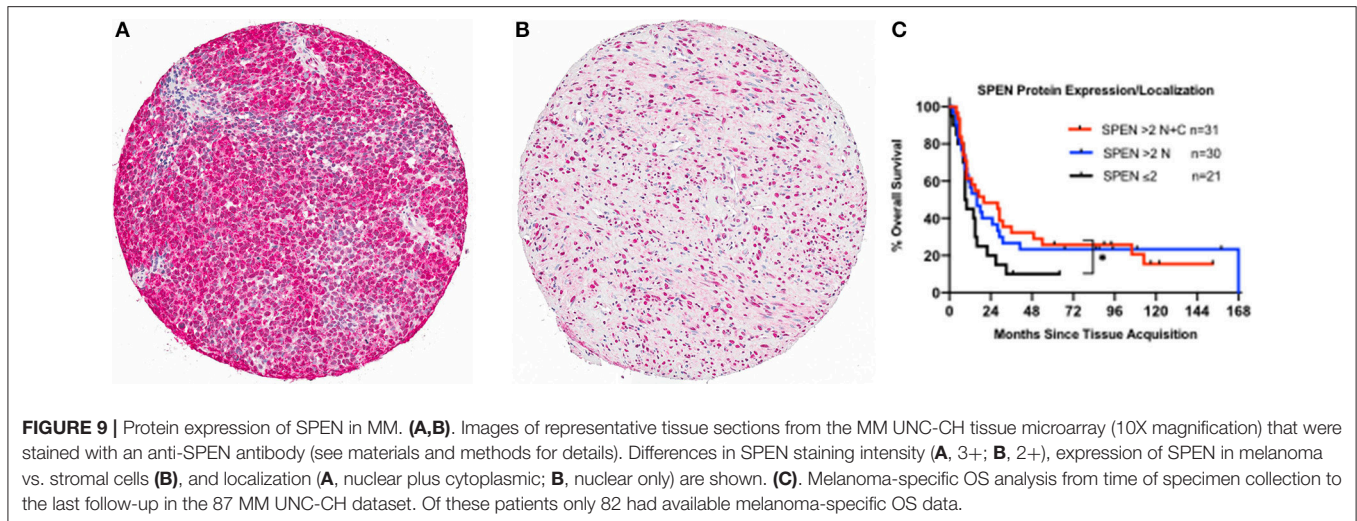 A
B
C
SPEN Protein Expression/Localization
SPEN >2 N+C n=31
SPEN >2 N n=30
SPEN ≤2 n=21
% Overall Survival
100
80
60
40
20
0
*
0 24 48 72 96 120 144 168
Months Since Tissue Acquisition
FIGURE 9 | Protein expression of SPEN in MM. (A,B). Images of representative tissue sections from the MM UNC-CH tissue microarray (10X magnification) that were
stained with an anti-SPEN antibody (see materials and methods for details). Differences in SPEN staining intensity (A, 3+; B, 2+), expression of SPEN in melanoma
vs. stromal cells (B), and localization (A, nuclear plus cytoplasmic; B, nuclear only) are shown. (C). Melanoma-specific OS analysis from time of specimen collection to
the last follow-up in the 87 MM UNC-CH dataset. Of these patients only 82 had available melanoma-specific OS data.